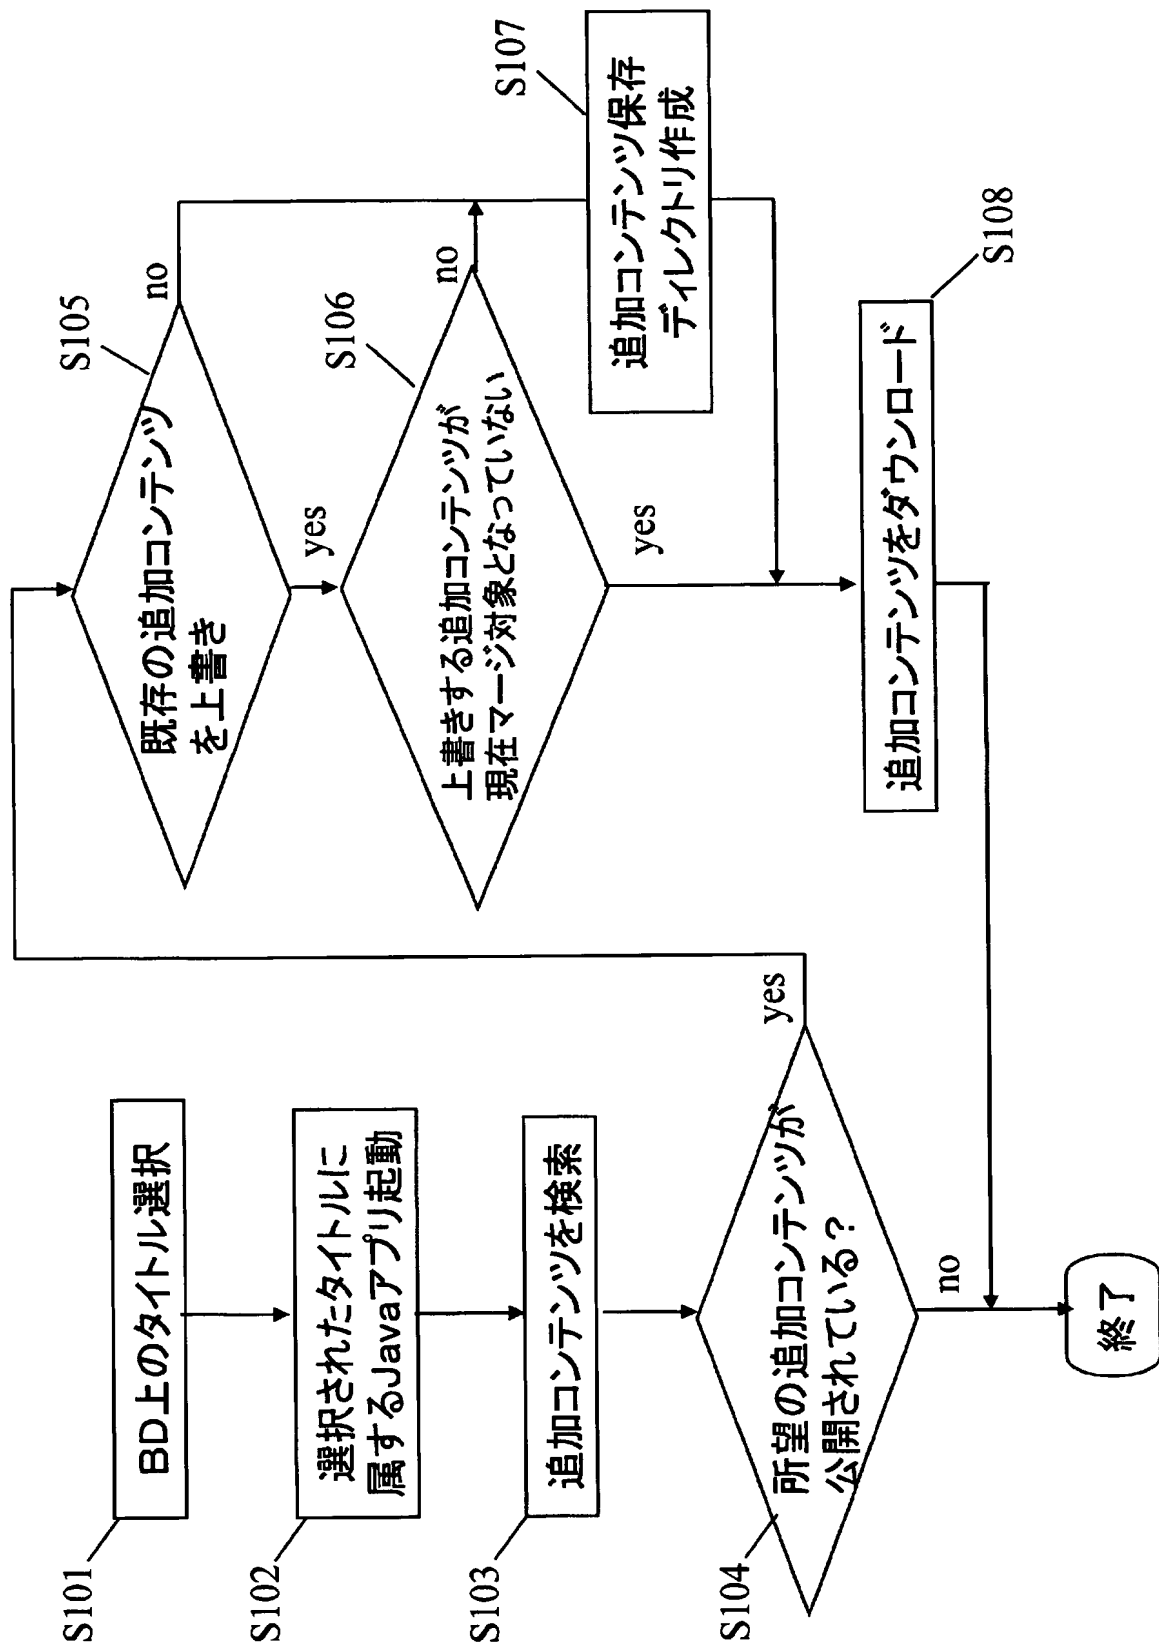 S101
BD上のタイトル選択
S102
選択されたタイトルに
属するJavaアプリ起動
S103
追加コンテンツを検索
S104
所望の追加コンテンツが
公開されている?
yes
no
終了
S105
既存の追加コンテンツ
を上書き
no
yes
S106
上書きする追加コンテンツが
現在マージ対象となっていない
no
yes
S107
追加コンテンツ保存
ディレクトリ作成
S108
追加コンテンツをダウンロード